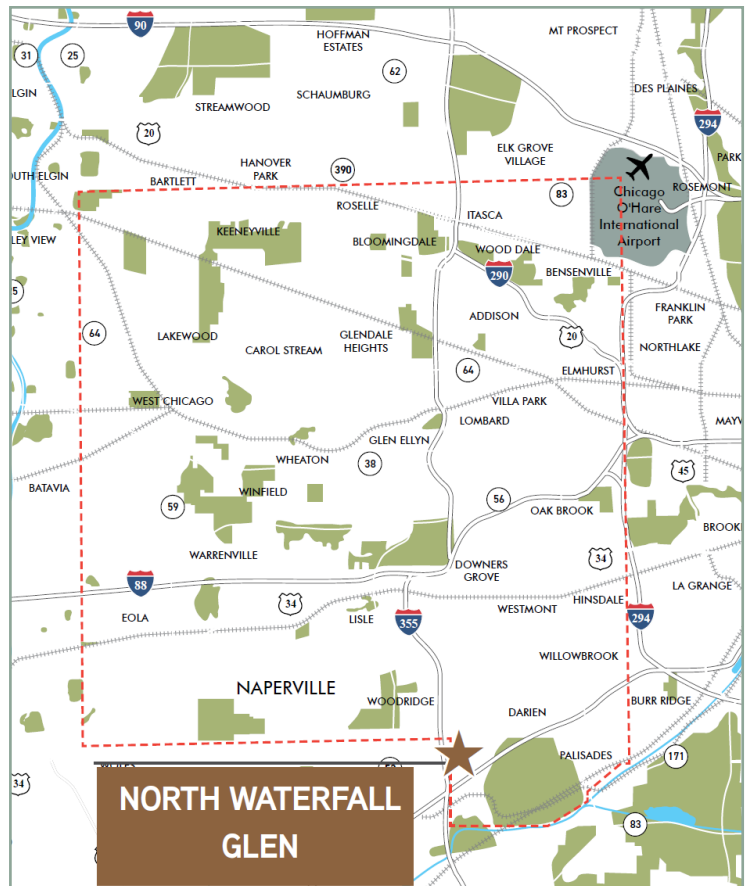 90
HOFFMAN
ESTATES
MT PROSPECT
31
25
62
DES PLAINES
LGIN
SCHAUMBURG
STREAMWOOD
294
20
ELK GROVE
VILLAGE
PARK
HANOVER
PARK
390
OUTH ELGIN
BARTLETT
83
Chicago
O'Hare
International
Airport
ROSEMONT
ROSELLE
ITASCA
KEENEYVILLE
LEY VIEW
BLOOMINGDALE
WOOD DALE
290
BENSENVILLE
5
FRANKLIN
PARK
ADDISON
64
LAKEWOOD
GLENDALE
HEIGHTS
20
CAROL STREAM
NORTHLAKE
64
ELMHURST
WEST CHICAGO
VILLA PARK
LOMBARD
MAYW
GLEN ELLYN
WHEATON
38
45
BATAVIA
WINFIELD
59
56
OAK BROOK
BROOK
WARRENVILLE
34
DOWNERS
GROVE
88
LA GRANGE
34
HINSDALE
WESTMONT
EOLA
LISLE
355
294
WILLOWBROOK
NAPERVILLE
WOODRIDGE
BURR RIDGE
DARIEN
PALISADES
171
34
NORTH WATERFALL
GLEN
83